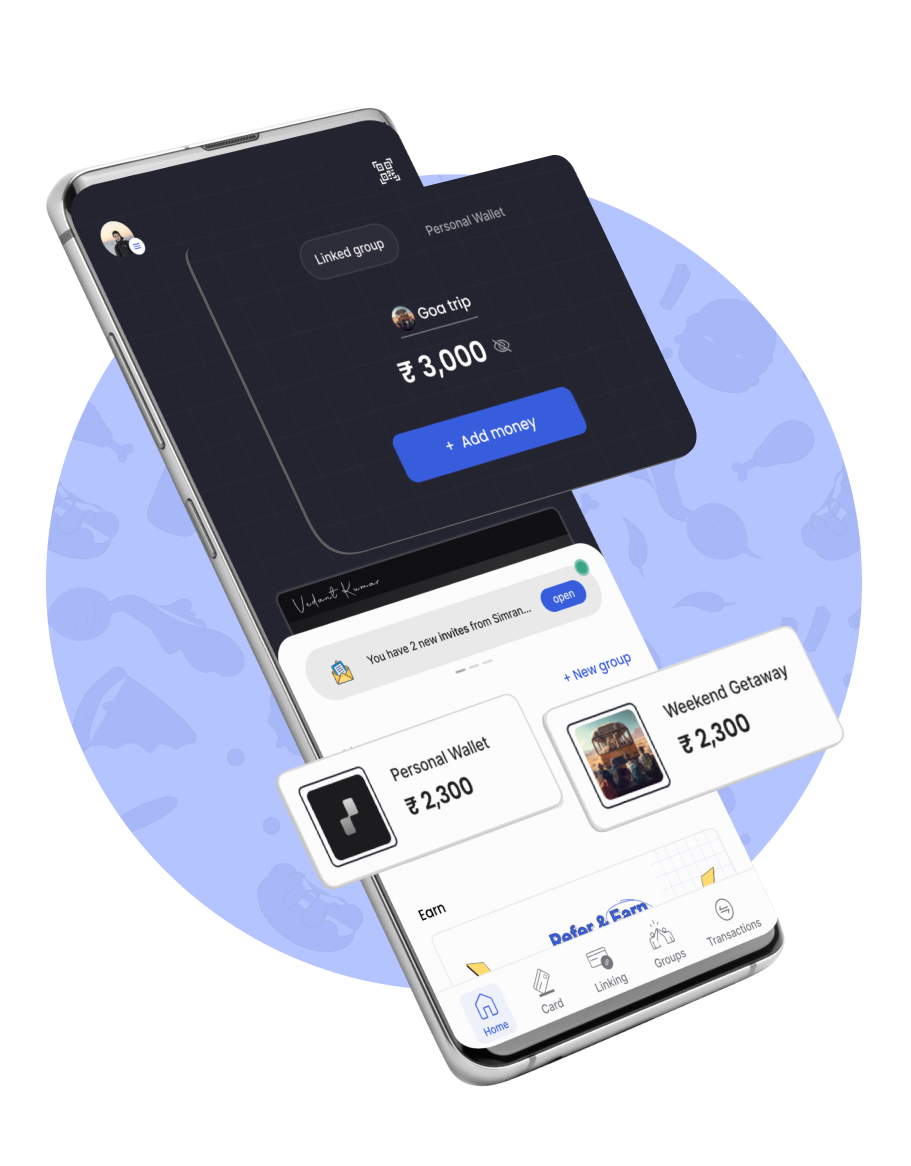 Linked group
Personal Wallet
Goa trip
₹ 3,000
+ Add money
Vedant Kumar
You have 2 new invites from Simran...
open
+ New group
Personal Wallet
₹ 2,300
Weekend Getaway
₹ 2,300
Earn
Refer & Earn
Home
Card
Linking
Groups
Transactions